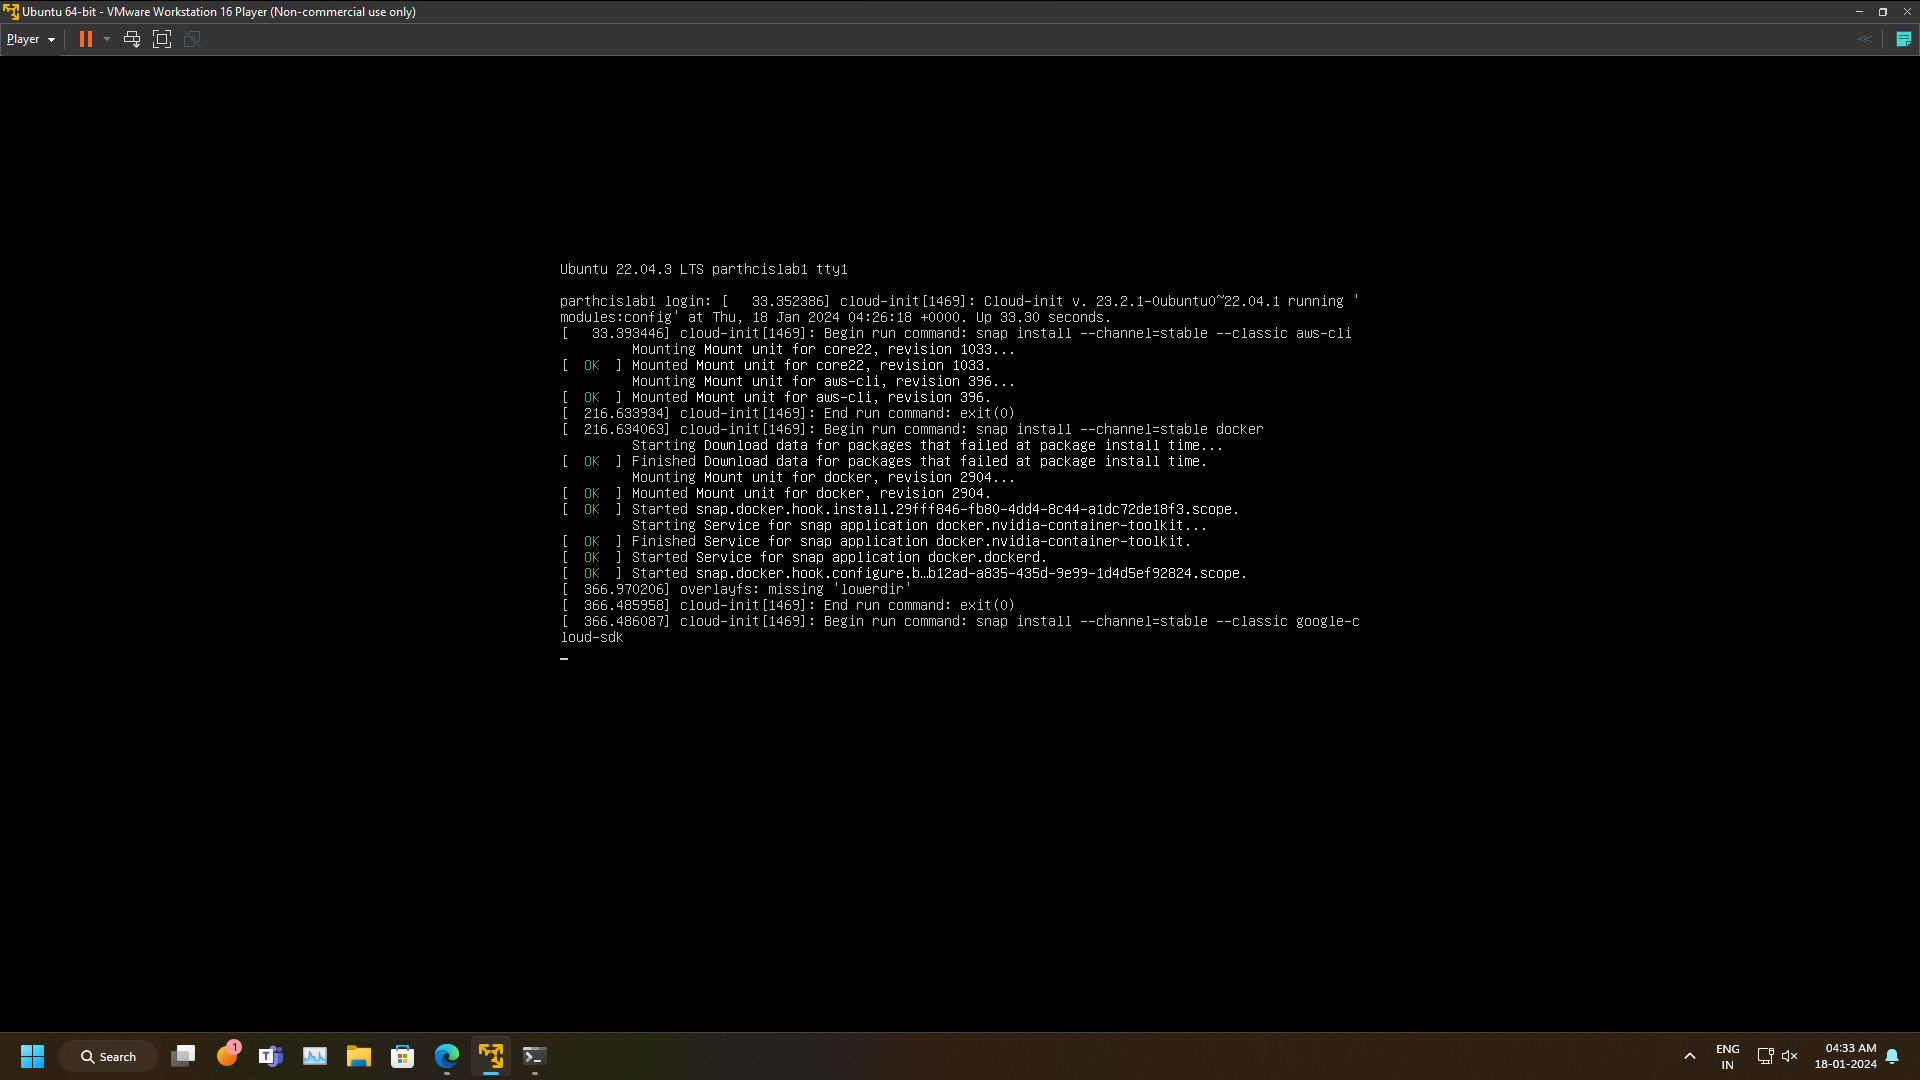 Ubuntu 64-bit - VMware Workstation 16 Player (Non-commercial use only)
Player
Ubuntu 22.04.3 LTS parthcislab1 tty1
parthcislab1 login: [   33.352386] cloud-init[1469]: Cloud-init v. 23.2.1-0ubuntu0~22.04.1 running '
modules:config' at Thu, 18 Jan 2024 04:26:18 +0000. Up 33.30 seconds.
[   33.393446] cloud-init[1469]: Begin run command: snap install --channel=stable --classic aws-cli
Mounting Mount unit for core22, revision 1033...
[  OK  ] Mounted Mount unit for core22, revision 1033.
Mounting Mount unit for aws-cli, revision 396...
[  OK  ] Mounted Mount unit for aws-cli, revision 396.
[  216.633934] cloud-init[1469]: End run command: exit(0)
[  216.634063] cloud-init[1469]: Begin run command: snap install --channel=stable docker
Starting Download data for packages that failed at package install time...
[  OK  ] Finished Download data for packages that failed at package install time.
Mounting Mount unit for docker, revision 2904...
[  OK  ] Mounted Mount unit for docker, revision 2904.
[  OK  ] Started snap.docker.hook.install.29fff846-fb80-4dd4-8c44-a1dc72de18f3.scope.
Starting Service for snap application docker.nvidia-container-toolkit...
[  OK  ] Finished Service for snap application docker.nvidia-container-toolkit.
[  OK  ] Started Service for snap application docker.dockerd.
[  OK  ] Started snap.docker.hook.configure.b…b12ad-a835-435d-9e99-1d4d5ef92824.scope.
[  366.970206] overlayfs: missing 'lowerdir'
[  366.485958] cloud-init[1469]: End run command: exit(0)
[  366.486087] cloud-init[1469]: Begin run command: snap install --channel=stable --classic google-c
loud-sdk
Search
1
ENG
IN
04:33 AM
18-01-2024